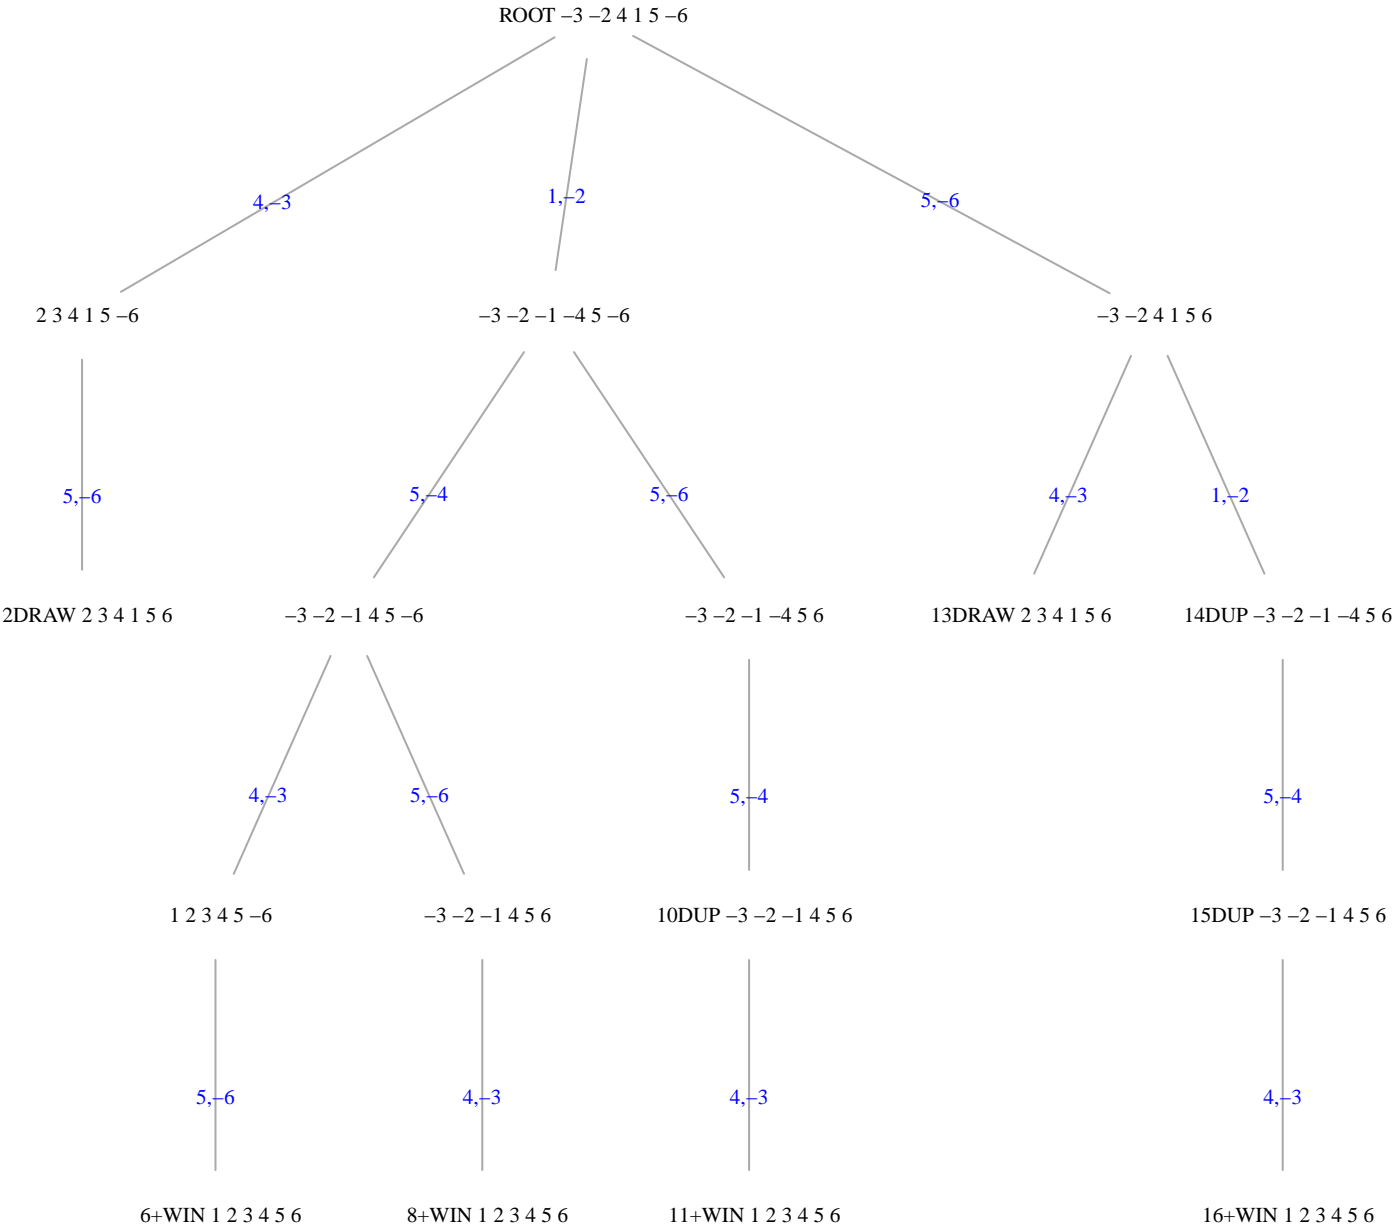 ROOT −3 −2 4 1 5 −6
4,−3
1,−2
5,−6
2 3 4 1 5 −6
−3 −2 −1 −4 5 −6
−3 −2 4 1 5 6
5,−6
5,−4
5,−6
4,−3
1,−2
2DRAW 2 3 4 1 5 6
−3 −2 −1 4 5 −6
−3 −2 −1 −4 5 6
13DRAW 2 3 4 1 5 6
14DUP −3 −2 −1 −4 5 6
4,−3
5,−6
5,−4
5,−4
1 2 3 4 5 −6
−3 −2 −1 4 5 6
10DUP −3 −2 −1 4 5 6
15DUP −3 −2 −1 4 5 6
5,−6
4,−3
4,−3
4,−3
6+WIN 1 2 3 4 5 6
8+WIN 1 2 3 4 5 6
11+WIN 1 2 3 4 5 6
16+WIN 1 2 3 4 5 6